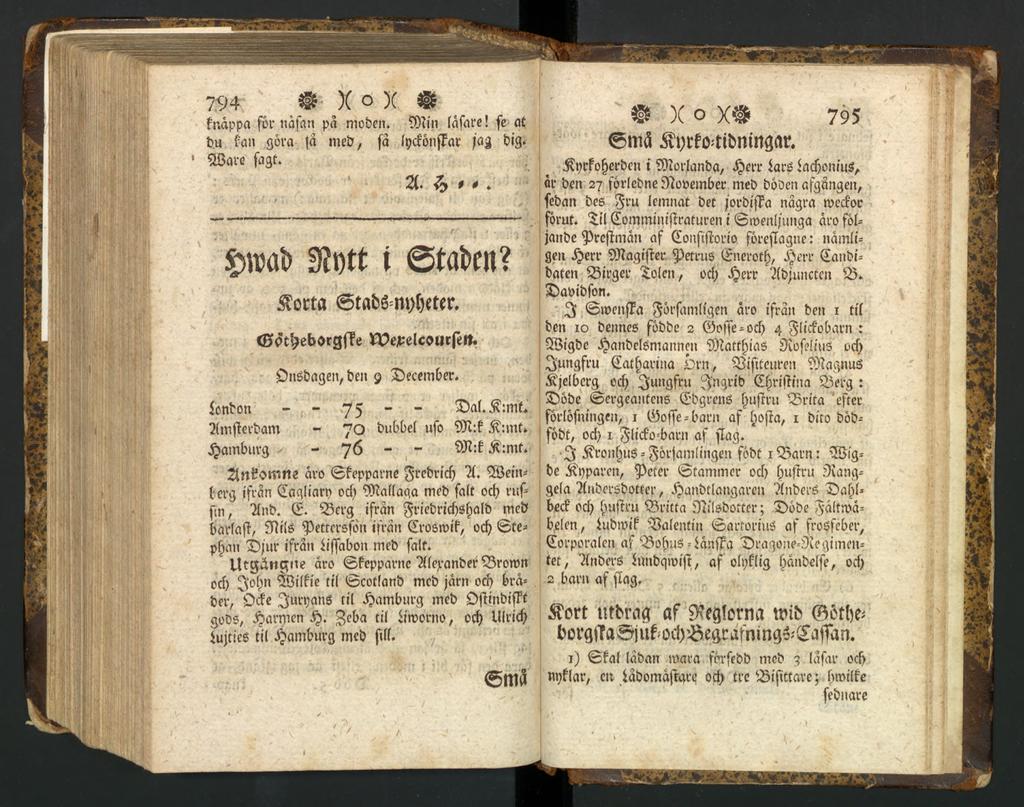 794 ❁ )( o )( ❁
knäppa för näsan på moden. Min läsare! se at
du kan göra så med, så lyckönskar jag dig.
Ware sagt.
A. H...
Hwad Nytt i Staden?
Korta Stads-nyheter.
Götheborgske Wexelcoursen.
Onsdagen, den 9 December.
London - - 75 - - Dal. K:mt.
Amsterdam - 70 dubbel uso M:k K:mt.
Hamburg - 76 - - M:k K:mt.
Ankomne äro Skepparne Fredrich A. Wein-
berg ifrån Cagliary och Mallaga med salt och rus-
sin, And. E. Berg ifrån Friedrichshald med
barlast, Nils Pettersson ifrån Croswik, och Ste-
phan Djur ifrån Lissabon med salt.
Utgångne äro Skepparne Alexander Brown
och John Wilkie til Scotland med järn och brä-
der, Ocke Juryans til Hamburg med Ostindiskt
gods, Harmen H. Zeba til Liworno, och Ulrich
Lujties til Hamburg med sill.
Små
❁ )( o )( ❁ 795
Små Kyrko-tidningar.
Kyrkoherden i Morlanda, Herr Lars Lachonius,
är den 27 förledne November med döden afgången,
sedan des Fru lemnat det jordiska några weckor
förut. Til Comministraturen i Swenljunga äro föl-
jande Prestmän af Consistorio föreslagne: nämli-
gen Herr Magister Petrus Eneroth, Herr Candi-
daten Birger Tolen, och Herr Adjuncten B.
Davidson.
I Swenska Församligen äro ifrån den 1 til
den 10 dennes födde 2 Gosse- och 4 Flickobarn:
Wigde Handelsmannen Matthias Roselius och
Jungfru Catharina Örn, Visiteuren Magnus
Kjelberg och Jungfru Ingrid Christina Berg:
Döde Sergeantens Edgrens hustru Brita efter
förlösningen, 1 Gosse-barn af hosta, 1 dito död-
födt, och 1 Flicko-barn af slag.
I Kronhus-Församlingen födt 1 Barn: Wig-
de Kyparen, Peter Stammer och hustru Rang-
gela Andersdotter, Handtlangaren Anders Dahl-
beck och hustru Britta Nilsdotter; Döde Fältwä-
belen, Ludwik Valentin Sartorius af frosfeber,
Corporalen af Bohus-Länska Dragone-Regimen-
tet, Anders Lundqwist, af olyklig händelse, och
2 barn af slag.
Kort utdrag af Reglorna wid Göthe-
borgska Sjuk-och Begrafnings-Cassan.
1) Skal lådan wara försedd med 3 låsar och
nyklar, en Lådomästare och tre Visittare; hwilke
sednare